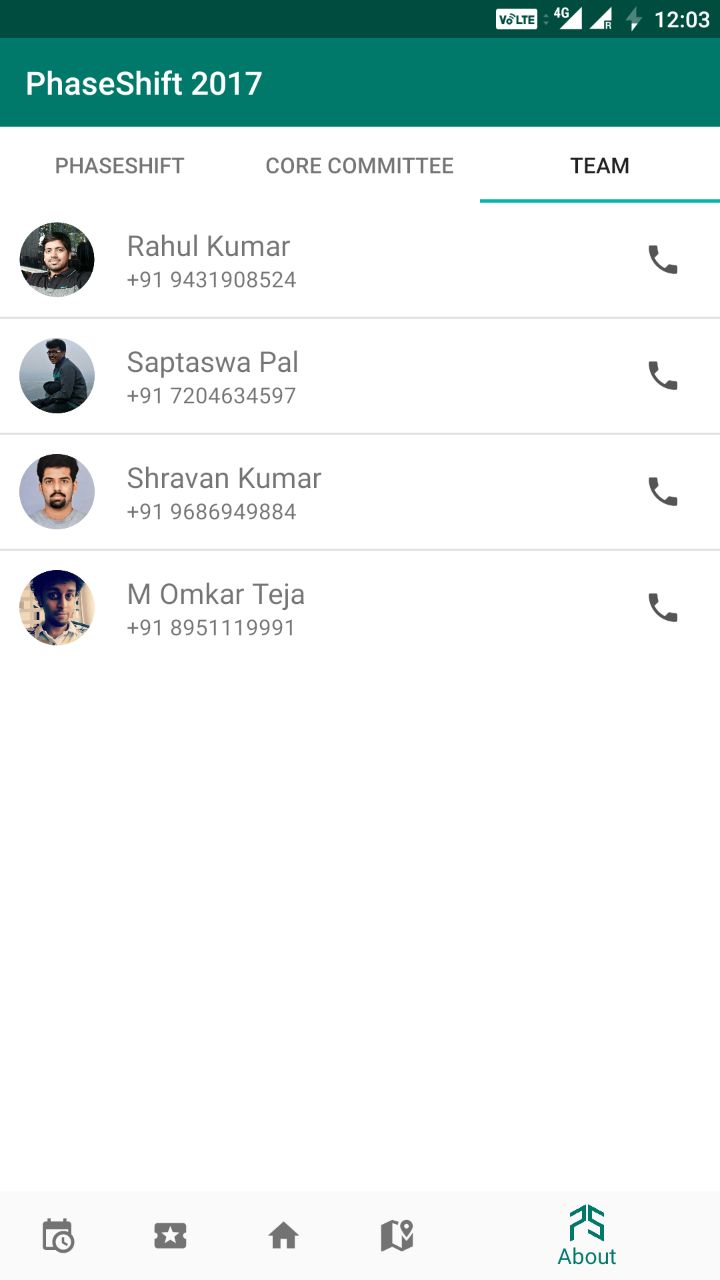 VoLTE 4G R 12:03
PhaseShift 2017
PHASESHIFT CORE COMMITTEE TEAM
Rahul Kumar
+91 9431908524
Saptaswa Pal
+91 7204634597
Shravan Kumar
+91 9686949884
M Omkar Teja
+91 8951119991
PS
About